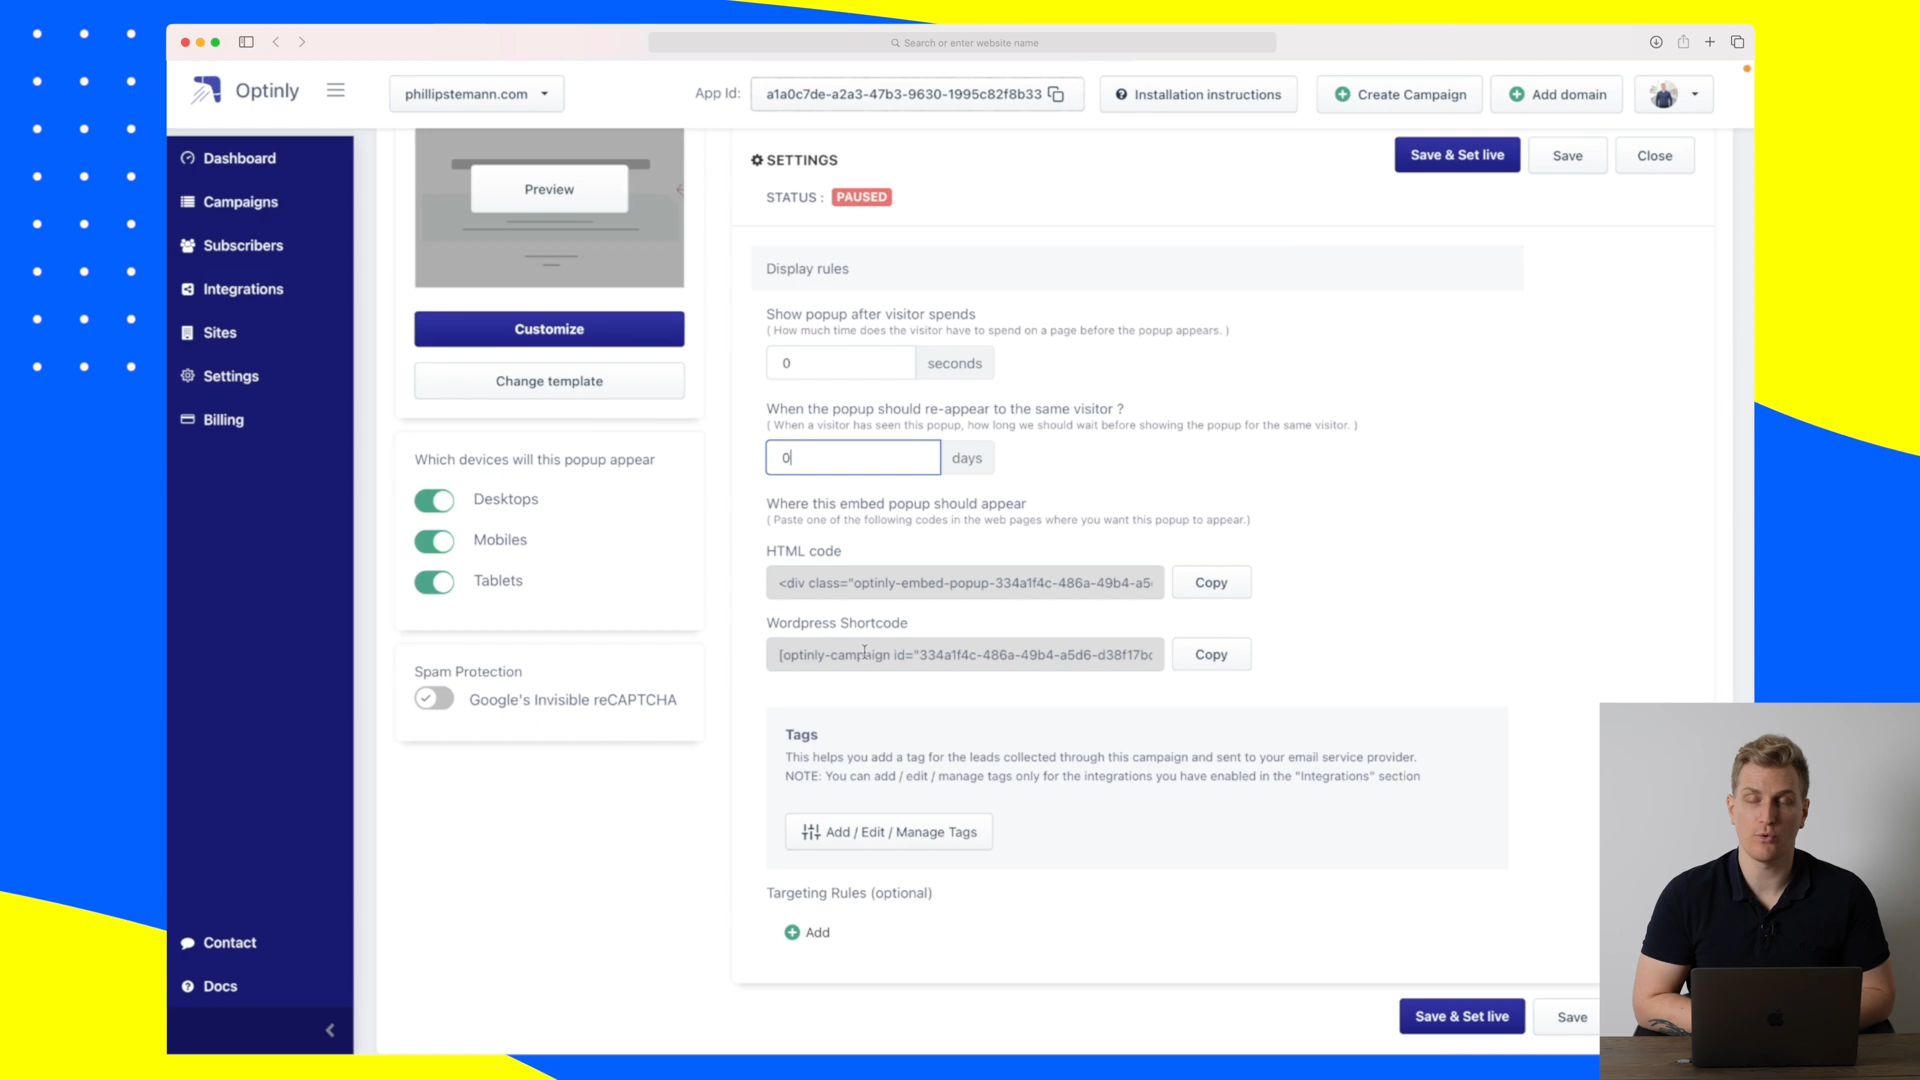 Search or enter website name
Optinly
phillipstemann.com
App Id:
a1a0c7de-a2a3-47b3-9630-1995c82f8b33
Installation instructions
Create Campaign
Add domain
Dashboard
Campaigns
Subscribers
Integrations
Sites
Settings
Billing
Contact
Docs
Preview
Customize
Change template
Which devices will this popup appear
Desktops
Mobiles
Tablets
Spam Protection
Google's Invisible reCAPTCHA
SETTINGS
Save & Set live
Save
Close
STATUS :
PAUSED
Display rules
Show popup after visitor spends
( How much time does the visitor have to spend on a page before the popup appears. )
0
seconds
When the popup should re-appear to the same visitor ?
( When a visitor has seen this popup, how long we should wait before showing the popup for the same visitor. )
0
days
Where this embed popup should appear
( Paste one of the following codes in the web pages where you want this popup to appear.)
HTML code
<div class="optinly-embed-popup-334a1f4c-486a-49b4-a5
Copy
Wordpress Shortcode
[optinly-campaign id="334a1f4c-486a-49b4-a5d6-d38f17b
Copy
Tags
This helps you add a tag for the leads collected through this campaign and sent to your email service provider.
NOTE: You can add / edit / manage tags only for the integrations you have enabled in the "Integrations" section
Add / Edit / Manage Tags
Targeting Rules (optional)
Add
Save & Set live
Save